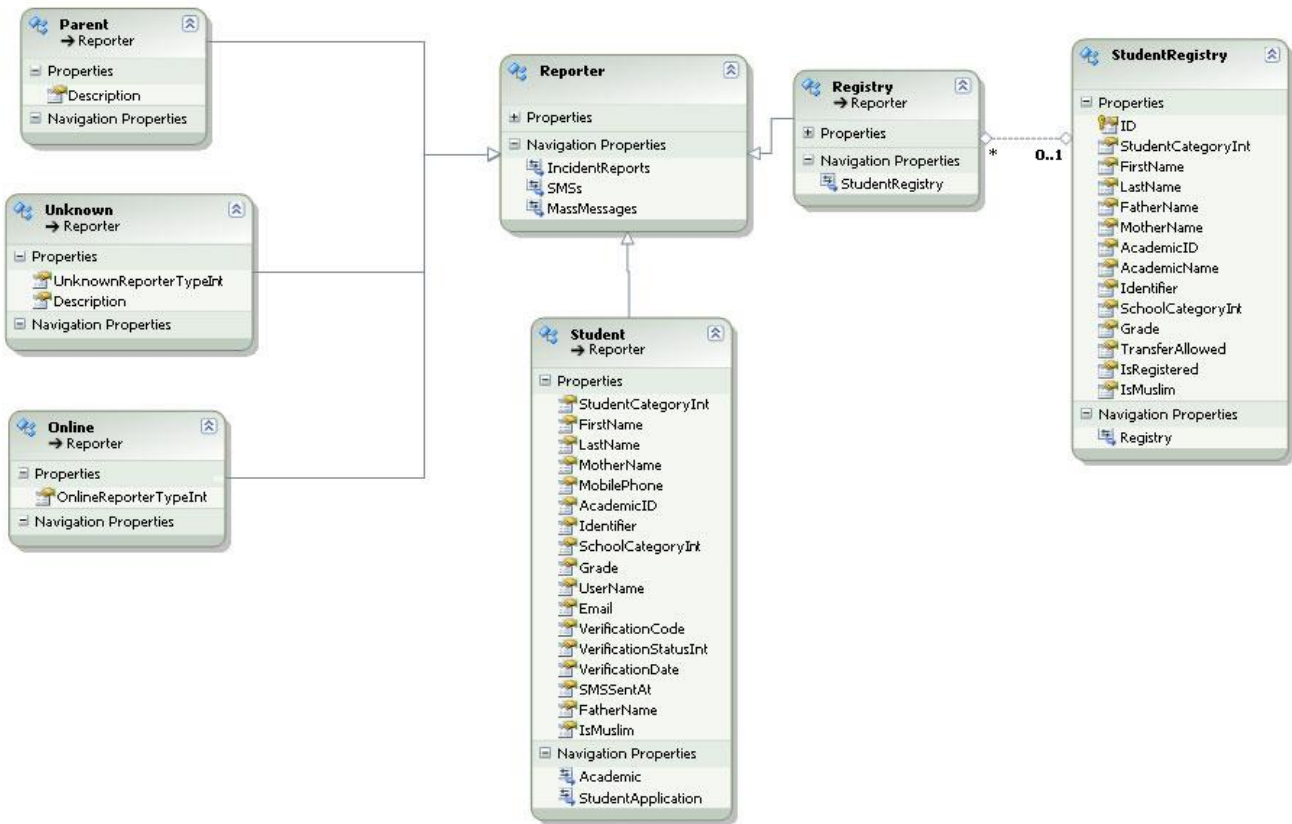 Parent
→ Reporter
Properties
Description
Navigation Properties
Unknown
→ Reporter
Properties
UnknownReporterTypeInt
Description
Navigation Properties
Online
→ Reporter
Properties
OnlineReporterTypeInt
Navigation Properties
Reporter
Properties
Navigation Properties
IncidentReports
SMSs
MassMessages
Student
→ Reporter
Properties
StudentCategoryInt
FirstName
LastName
MotherName
MobilePhone
AcademicID
Identifier
SchoolCategoryInt
Grade
UserName
Email
VerificationCode
VerificationStatusInt
VerificationDate
SMSSentAt
FatherName
IsMuslim
Navigation Properties
Academic
StudentApplication
Registry
→ Reporter
Properties
Navigation Properties
StudentRegistry
* 0..1
StudentRegistry
Properties
ID
StudentCategoryInt
FirstName
LastName
FatherName
MotherName
AcademicID
AcademicName
Identifier
SchoolCategoryInt
Grade
TransferAllowed
IsRegistered
IsMuslim
Navigation Properties
Registry